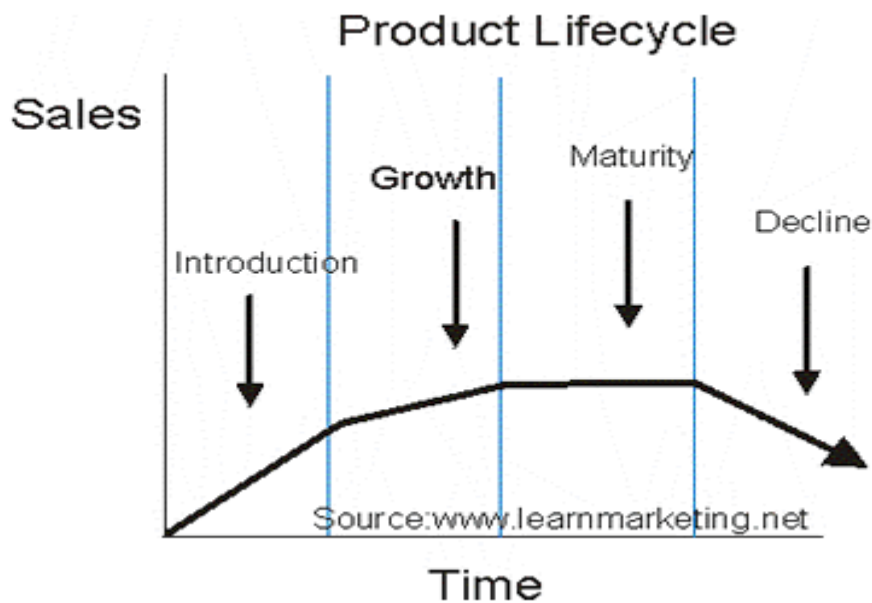 Product Lifecycle
Sales
Maturity
Growth
Decline
Introduction
Source:www.learnmarketing.net
Time